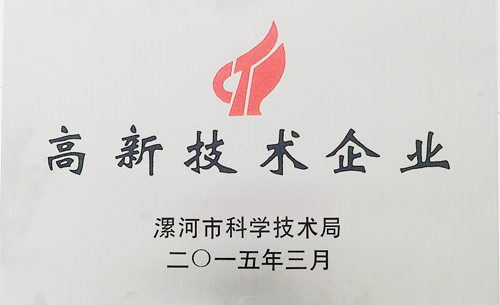 高新技术企业
漯河市科学技术局
二〇一五年三月